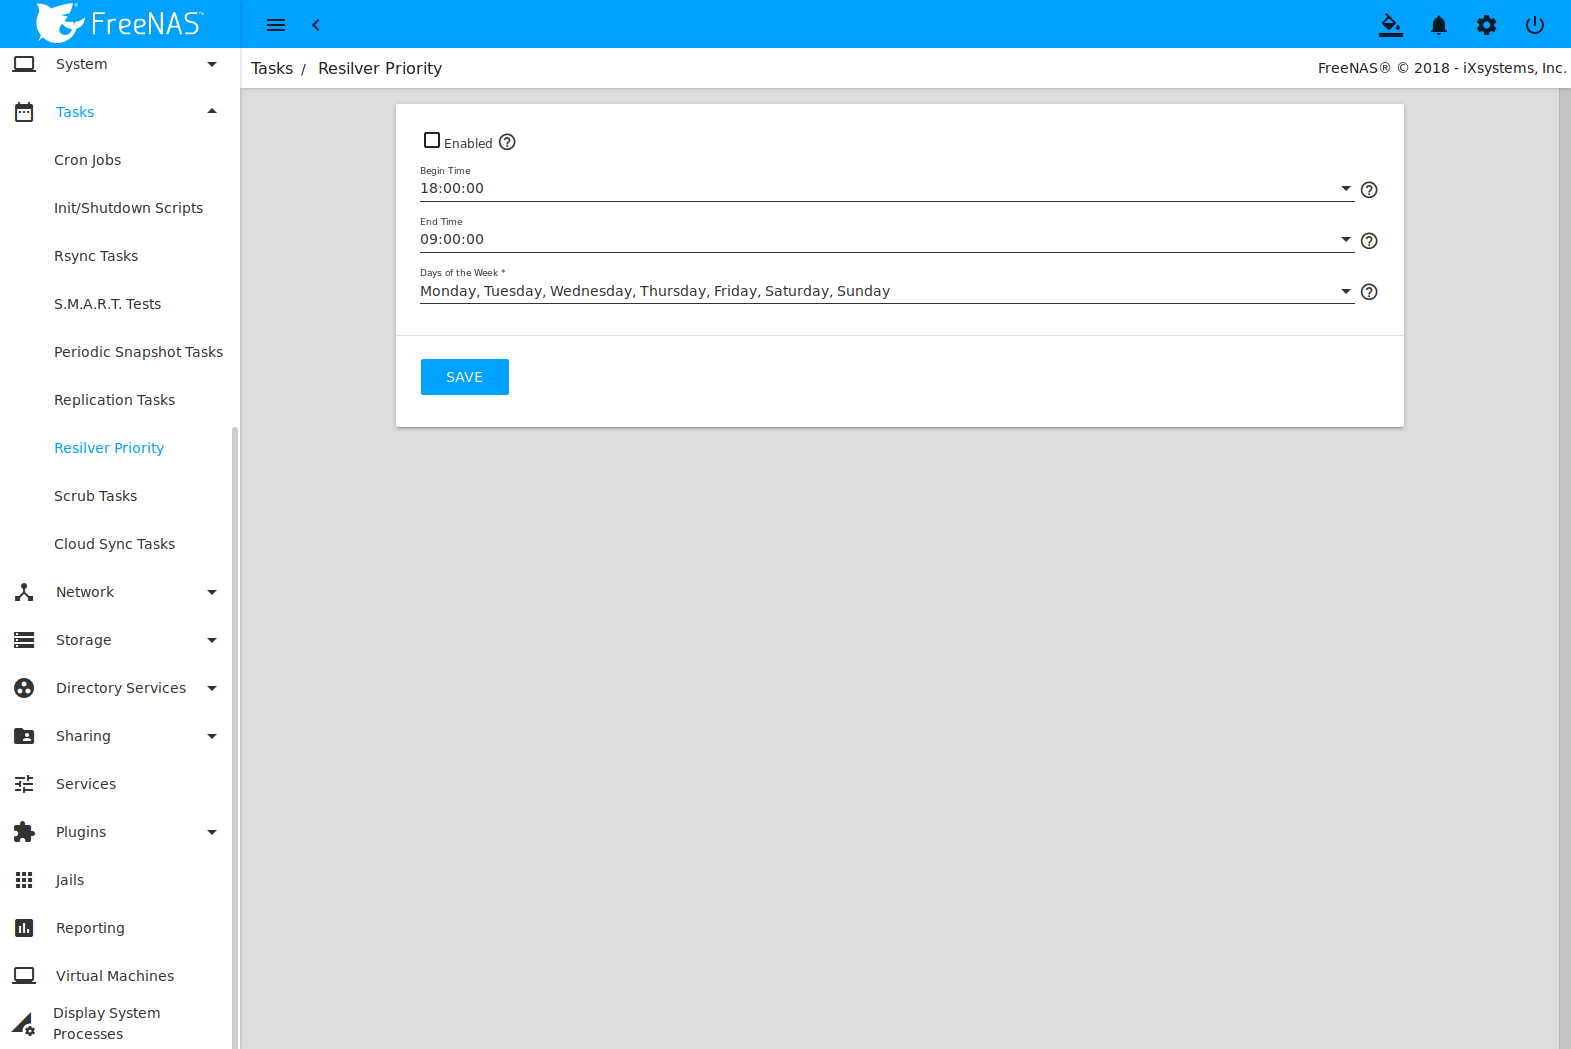 FreeNAS™
System
Tasks
Cron Jobs
Init/Shutdown Scripts
Rsync Tasks
S.M.A.R.T. Tests
Periodic Snapshot Tasks
Replication Tasks
Resilver Priority
Scrub Tasks
Cloud Sync Tasks
Network
Storage
Directory Services
Sharing
Services
Plugins
Jails
Reporting
Virtual Machines
Display System
Processes
Tasks / Resilver Priority
FreeNAS® © 2018 - iXsystems, Inc.
Enabled
Begin Time
18:00:00
End Time
09:00:00
Days of the Week *
Monday, Tuesday, Wednesday, Thursday, Friday, Saturday, Sunday
SAVE